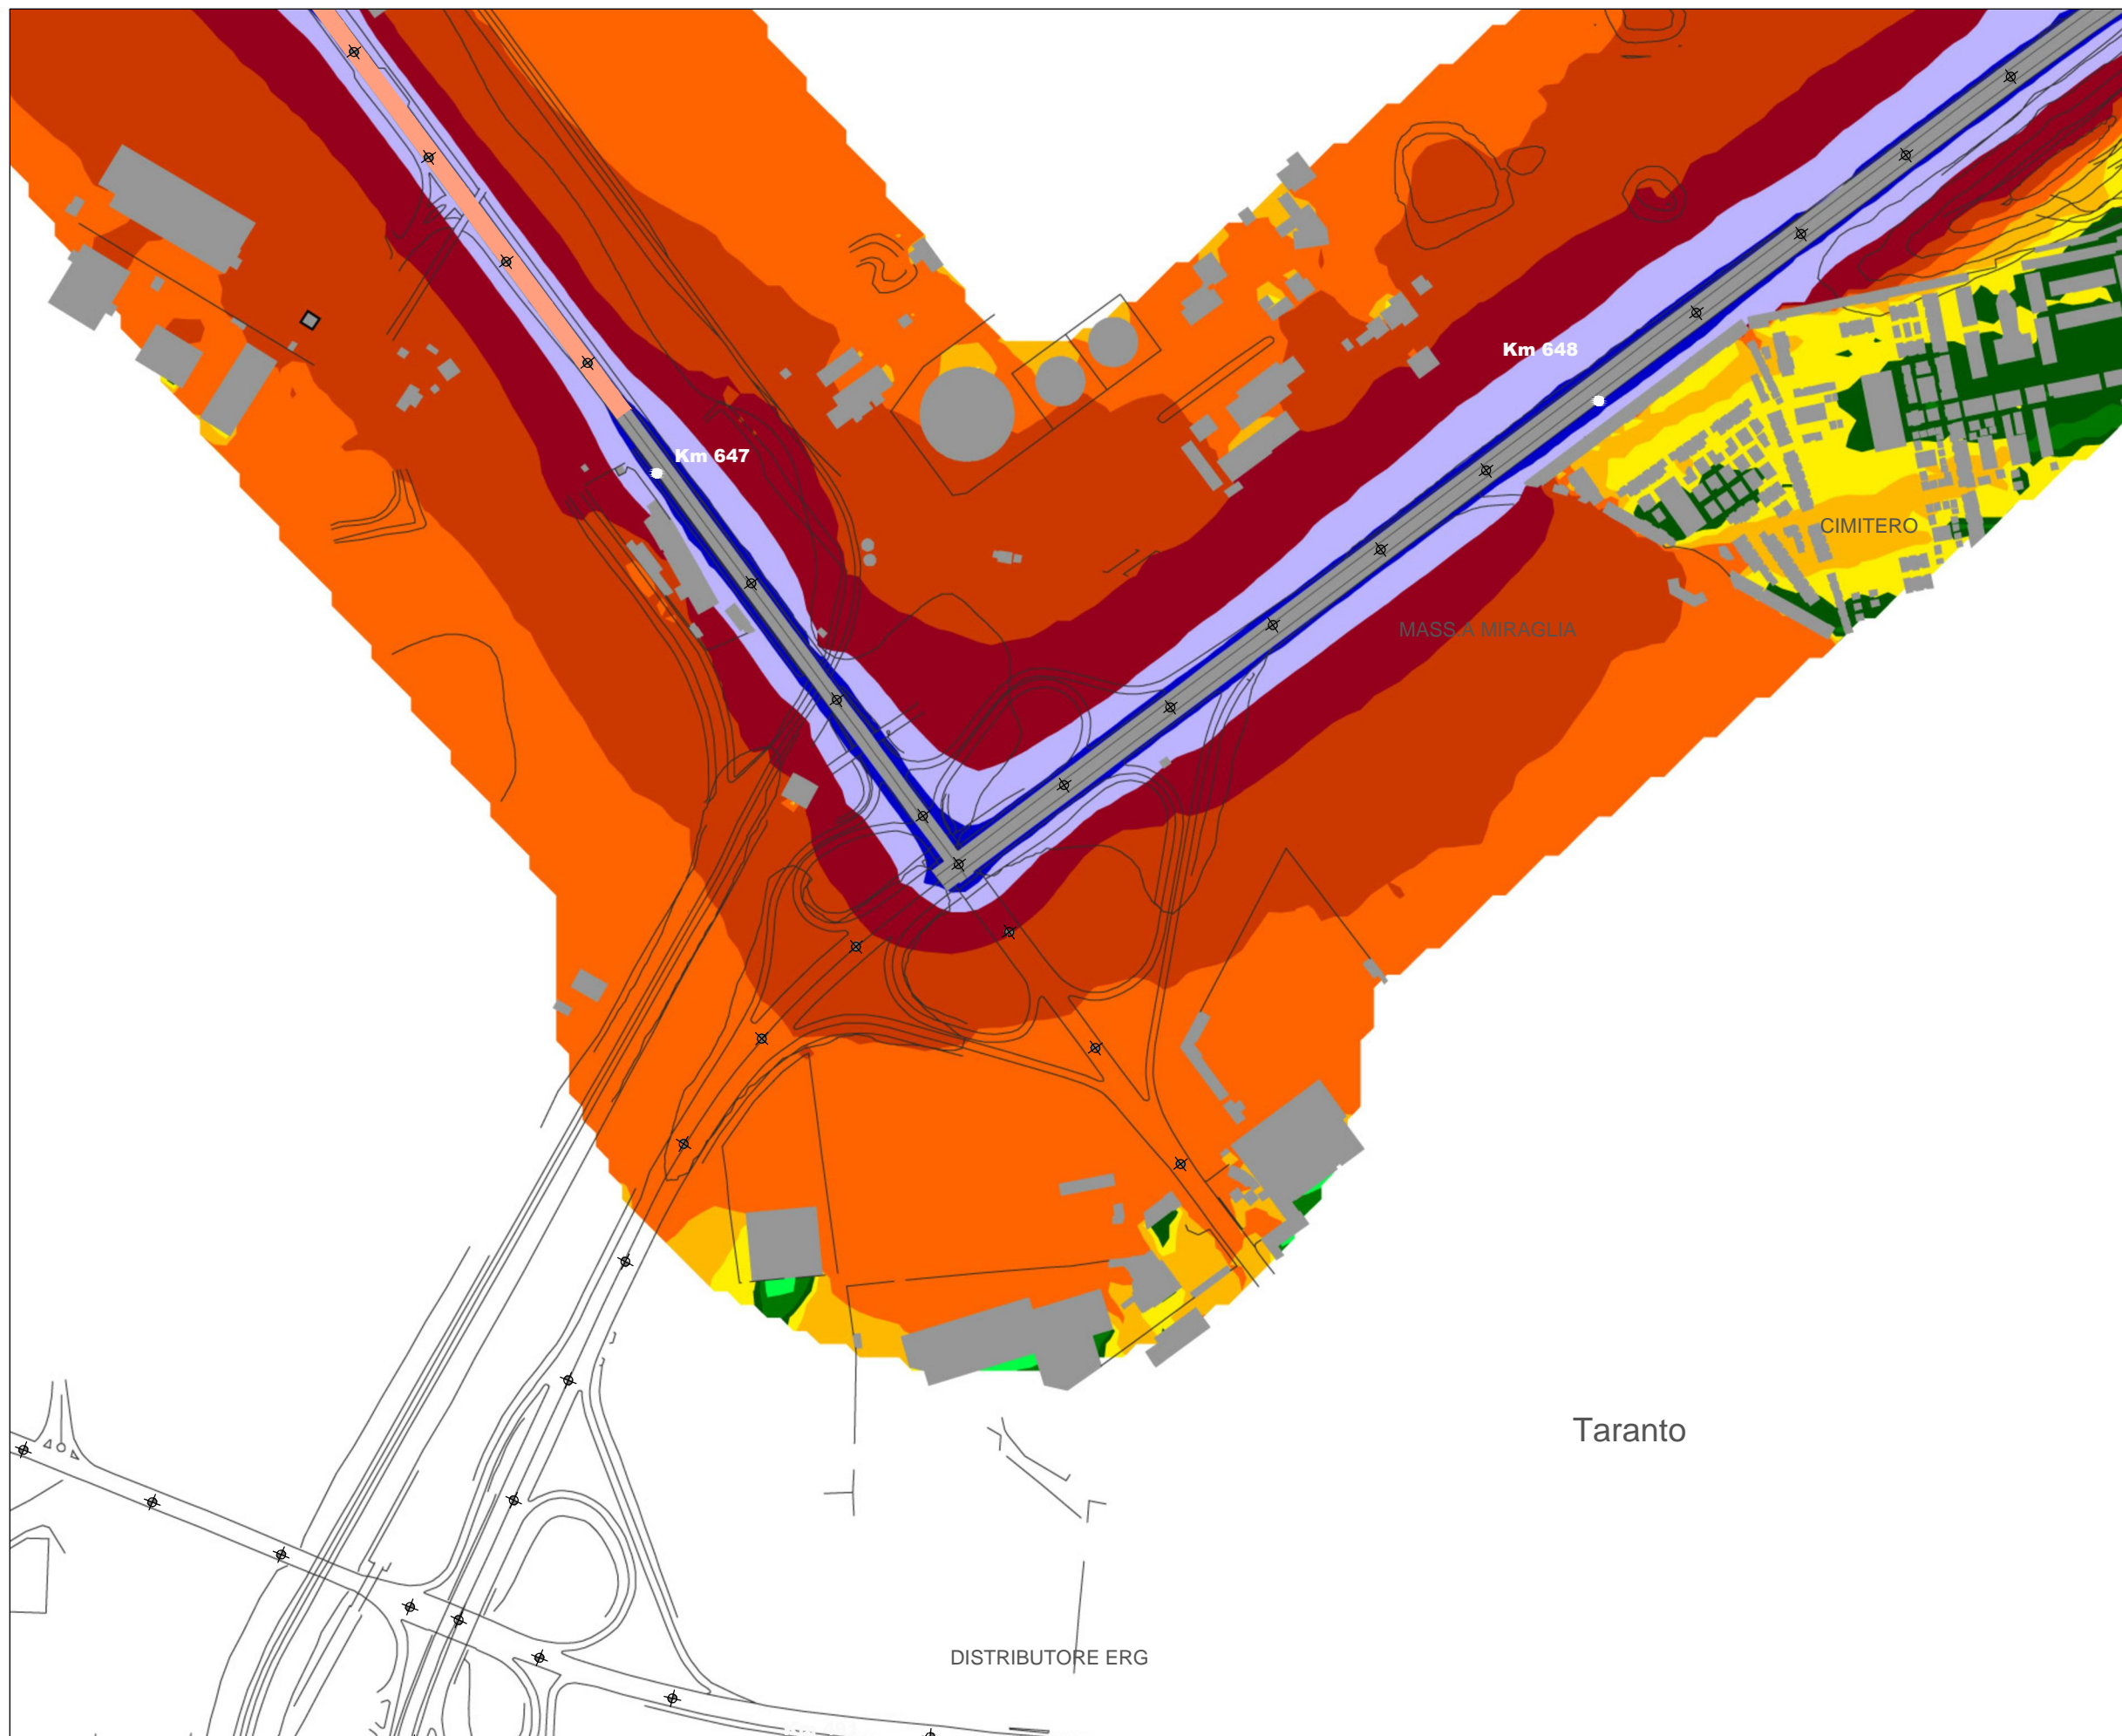 Km 648
Km 647
CIMITERO
MASS.A MIRAGLIA
Taranto
DISTRIBUTORE ERG